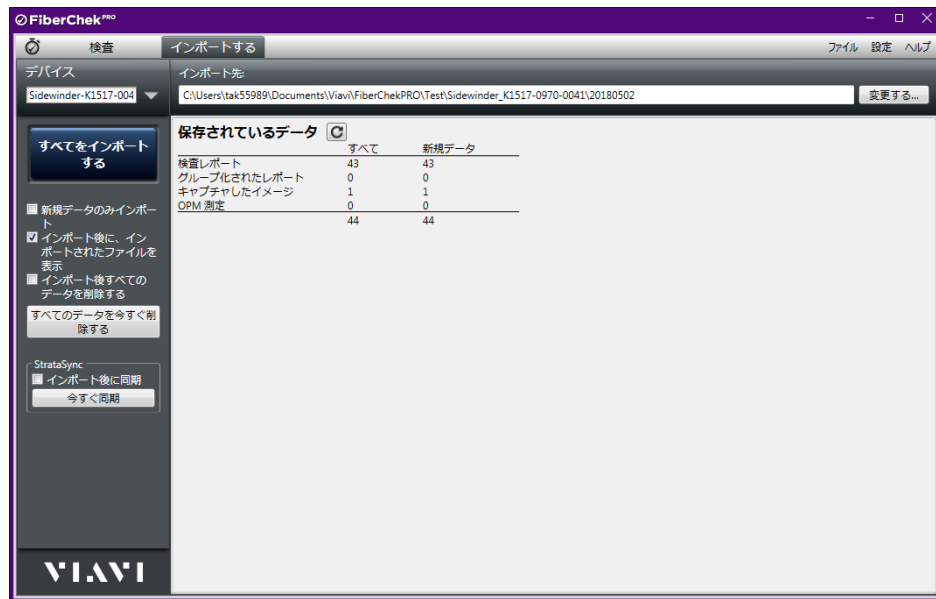 FiberChekPRO
検査 インポートする ファイル 設定 ヘルプ
デバイス
Sidewinder-K1517-004
インポート先:
C:\Users\tak55989\Documents\Viavi\FiberChekPRO\Test\Sidewinder_K1517-0970-0041\20180502 変更する...
すべてをインポート
する
新規データのみインポー
ト
インポート後に、イン
ポートされたファイルを
表示
インポート後すべての
データを削除する
すべてのデータを今すぐ削
除する
StrataSync
インポート後に同期
今すぐ同期
VIAVI
保存されているデータ
すべて 新規データ
検査レポート 43 43
グループ化されたレポート 0 0
キャプチャしたイメージ 1 1
OPM 測定 0 0
44 44